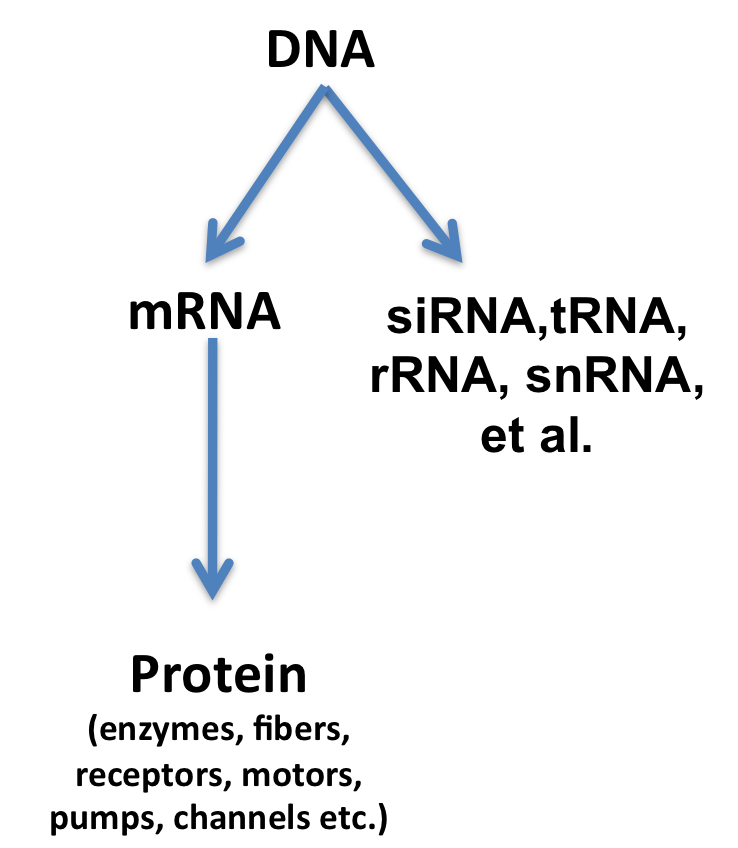 DNA
mRNA
siRNA,tRNA,
rRNA, snRNA,
et al.
Protein
(enzymes, fibers,
receptors, motors,
pumps, channels etc.)